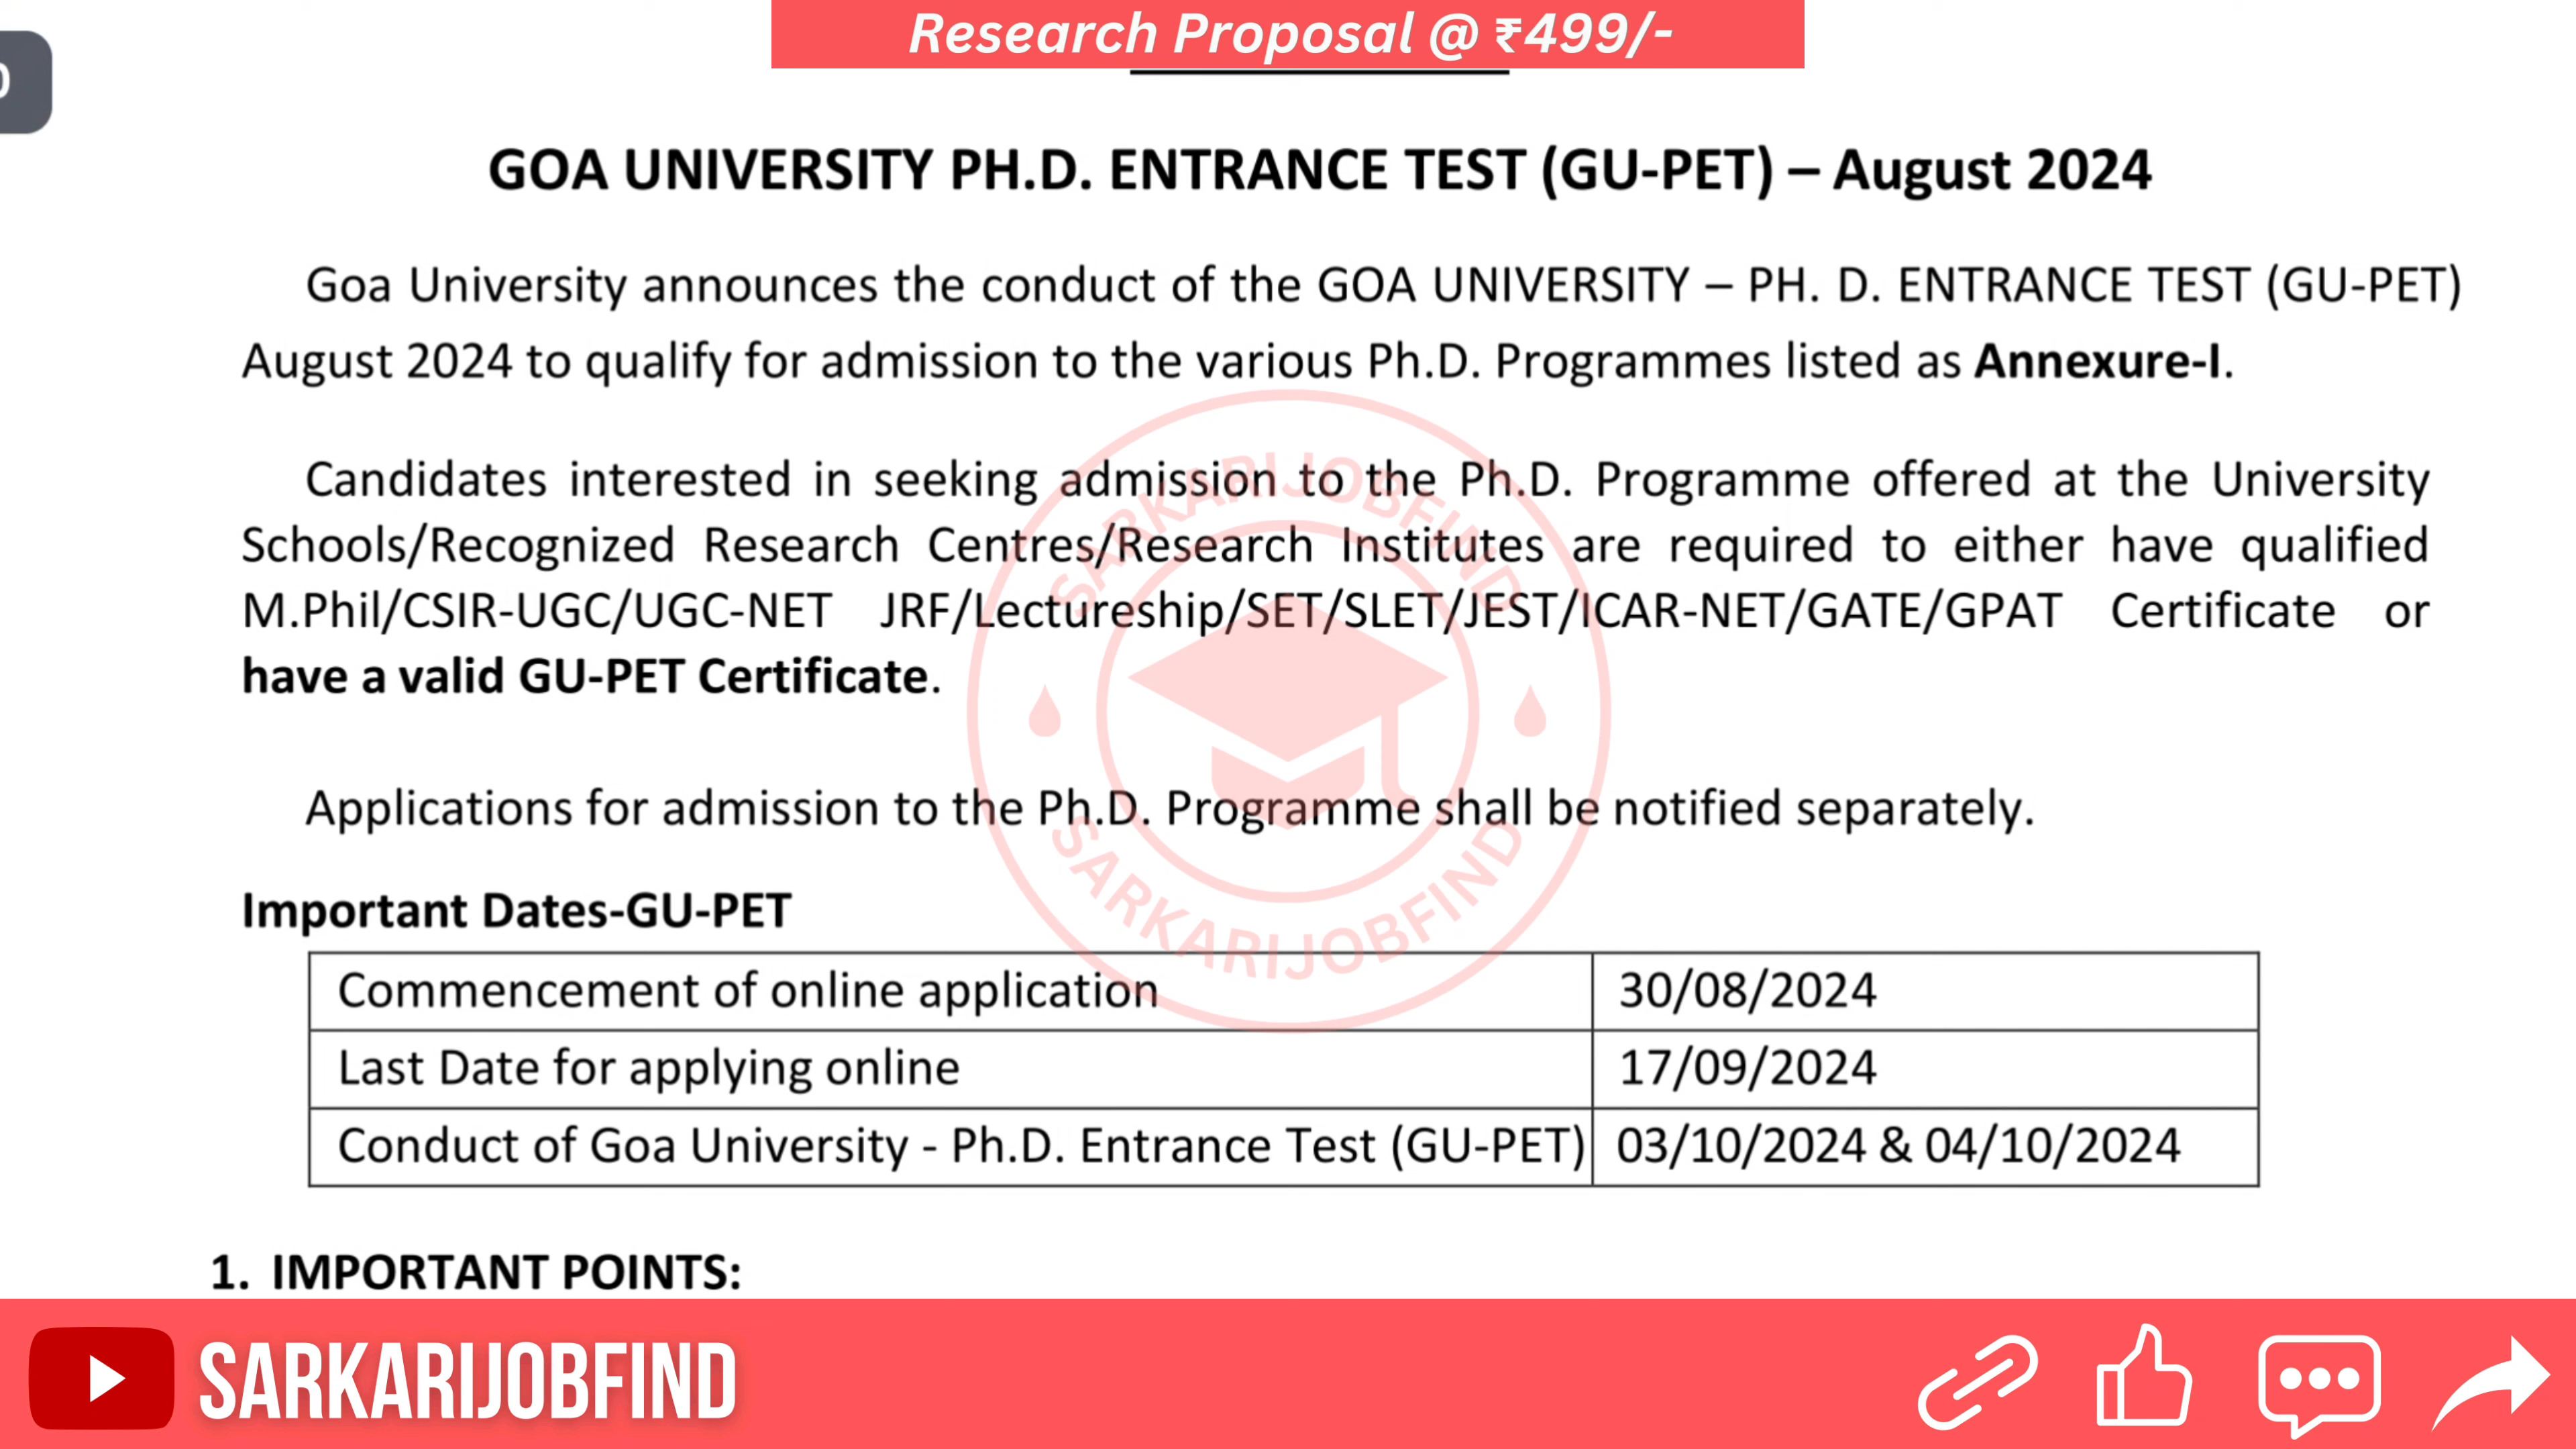 Research Proposal @ ₹499/-
GOA UNIVERSITY PH.D. ENTRANCE TEST (GU-PET) – August 2024
Goa University announces the conduct of the GOA UNIVERSITY – PH. D. ENTRANCE TEST (GU-PET)
August 2024 to qualify for admission to the various Ph.D. Programmes listed as Annexure-I.
Candidates interested in seeking admission to the Ph.D. Programme offered at the University
Schools/Recognized Research Centres/Research Institutes are required to either have qualified
M.Phil/CSIR-UGC/UGC-NET JRF/Lectureship/SET/SLET/JEST/ICAR-NET/GATE/GPAT Certificate or
have a valid GU-PET Certificate.
Applications for admission to the Ph.D. Programme shall be notified separately.
SARKARIJOBFIND
SARKARIJOBFIND
Important Dates-GU-PET
Commencement of online application 30/08/2024
Last Date for applying online 17/09/2024
Conduct of Goa University - Ph.D. Entrance Test (GU-PET) 03/10/2024 & 04/10/2024
1. IMPORTANT POINTS:
SARKARIJOBFIND